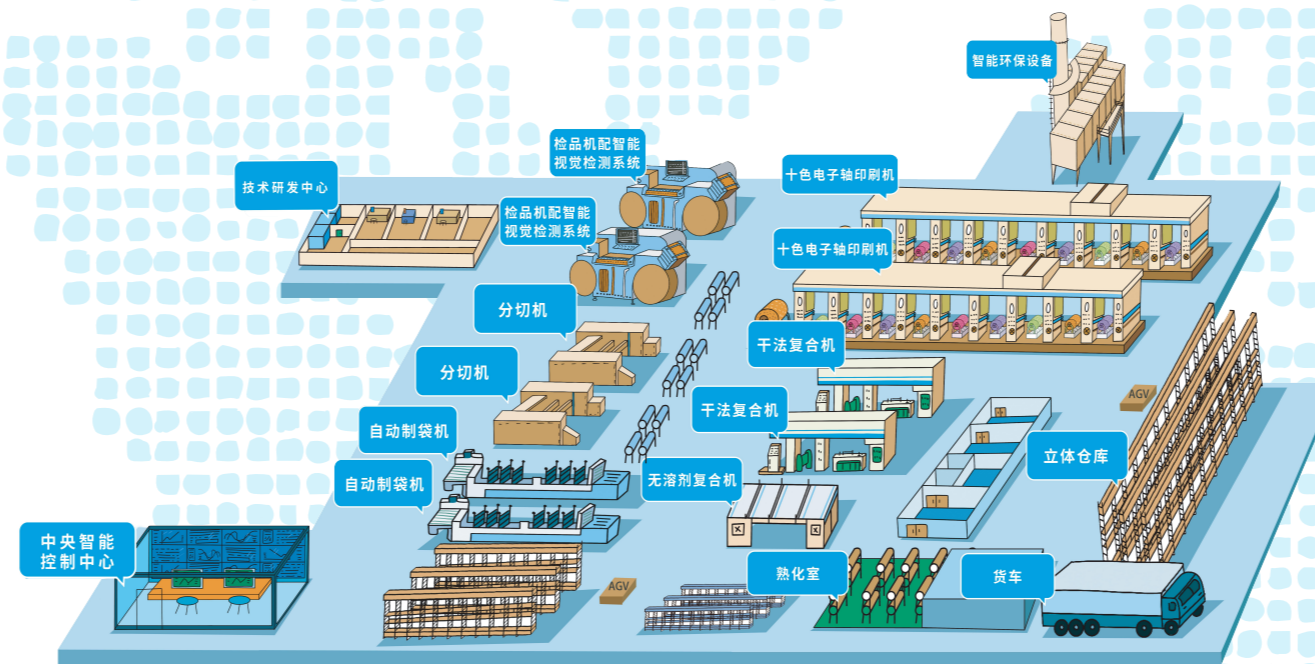 智能环保设备
检品机配智能
视觉检测系统
十色电子轴印刷机
技术研发中心
检品机配智能
视觉检测系统
十色电子轴印刷机
分切机
干法复合机
分切机
AGV
干法复合机
自动制袋机
立体仓库
自动制袋机
无溶剂复合机
中央智能
控制中心
熟化室
货车
AGV